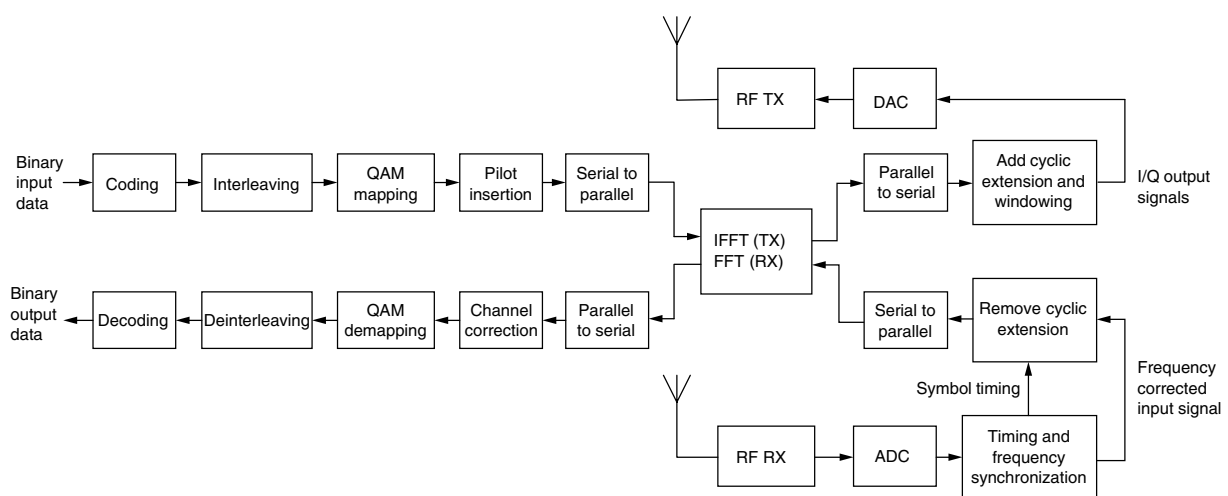 RF TX
DAC
Binary
input
data
Coding
Interleaving
QAM
mapping
Pilot
insertion
Serial to
parallel
Parallel
to serial
Add cyclic
extension and
windowing
I/Q output
signals
IFFT (TX)
FFT (RX)
Binary
output
data
Decoding
Deinterleaving
QAM
demapping
Channel
correction
Parallel
to serial
Serial to
parallel
Remove cyclic
extension
Symbol timing
Frequency
corrected
input signal
RF RX
ADC
Timing and
frequency
synchronization